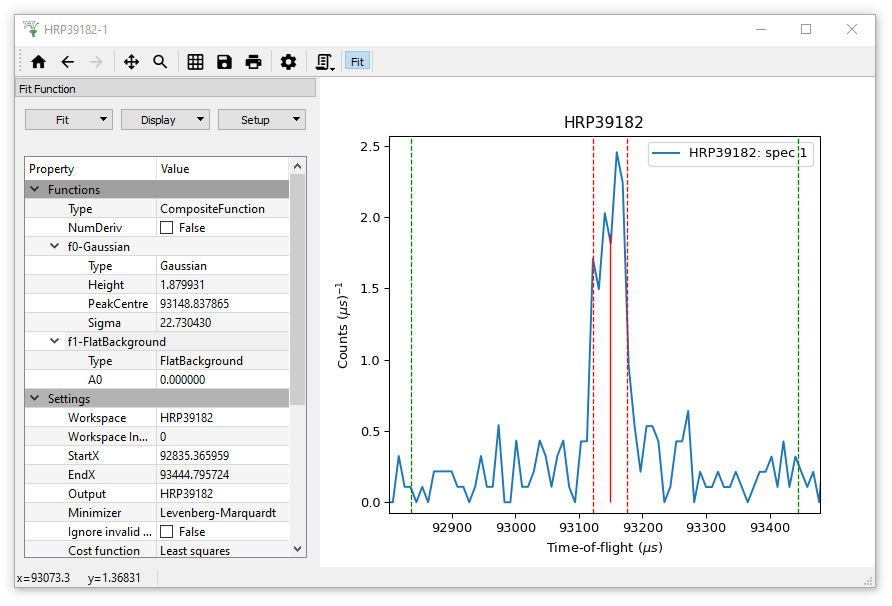 HRP39182-1
Fit
Fit Function
Fit Display Setup
Property Value
Functions
Type CompositeFunction
NumDeriv False
f0-Gaussian
Type Gaussian
Height 1.879931
PeakCentre 93148.837865
Sigma 22.730430
f1-FlatBackground
Type FlatBackground
A0 0.000000
Settings
Workspace HRP39182
Workspace In... 0
StartX 92835.365959
EndX 93444.795724
Output HRP39182
Minimizer Levenberg-Marquardt
Ignore invalid ... False
Cost function Least squares
HRP39182
HRP39182: spec 1
2.5
2.0
1.5
1.0
0.5
0.0
Counts (μs)⁻¹
92900 93000 93100 93200 93300 93400
Time-of-flight (μs)
x=93073.3 y=1.36831